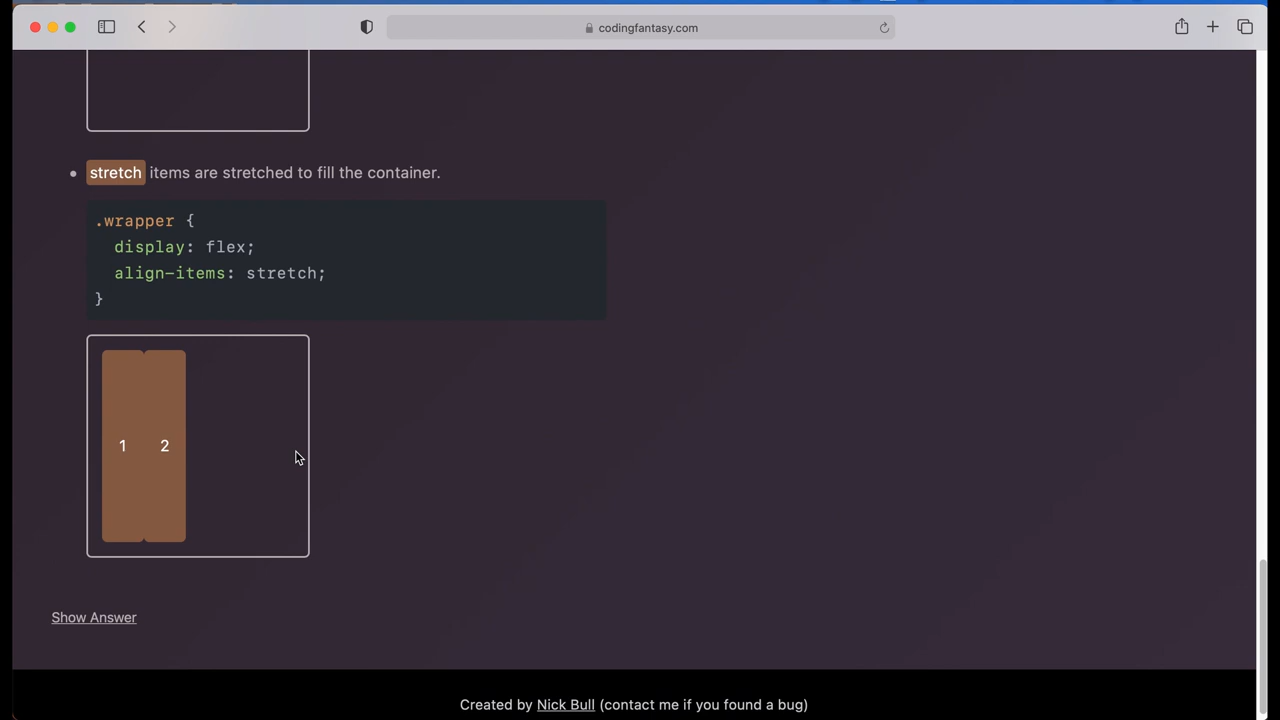 codingfantasy.com
stretch items are stretched to fill the container.
.wrapper {
display: flex;
align-items: stretch;
}
1 2
Show Answer
Created by Nick Bull (contact me if you found a bug)